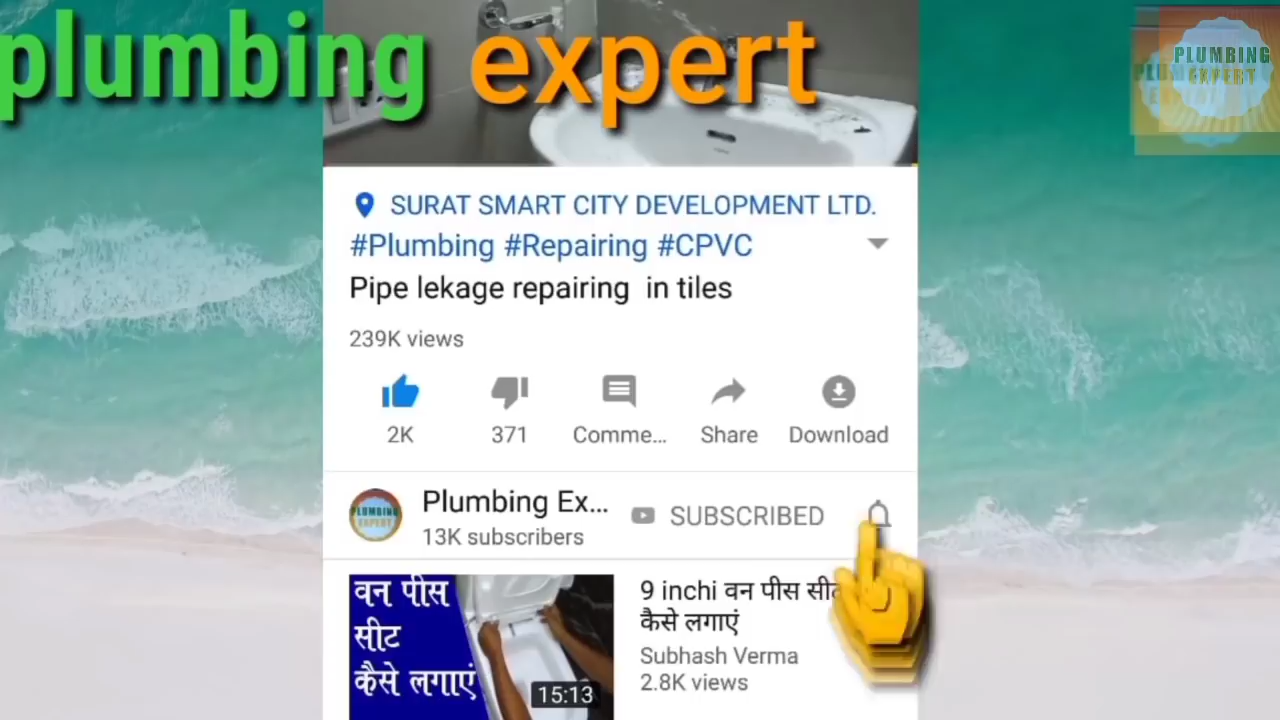 plumbing expert
PLUMBING
EXPERT
SURAT SMART CITY DEVELOPMENT LTD.
#Plumbing #Repairing #CPVC
Pipe lekage repairing in tiles
239K views
2K
371
Comme...
Share
Download
Plumbing Ex...
SUBSCRIBED
13K subscribers
PLUMBING
EXPERT
वन पीस
सीट
कैसे लगाएं
15:13
9 inchi वन पीस सीट
कैसे लगाएं
Subhash Verma
2.8K views